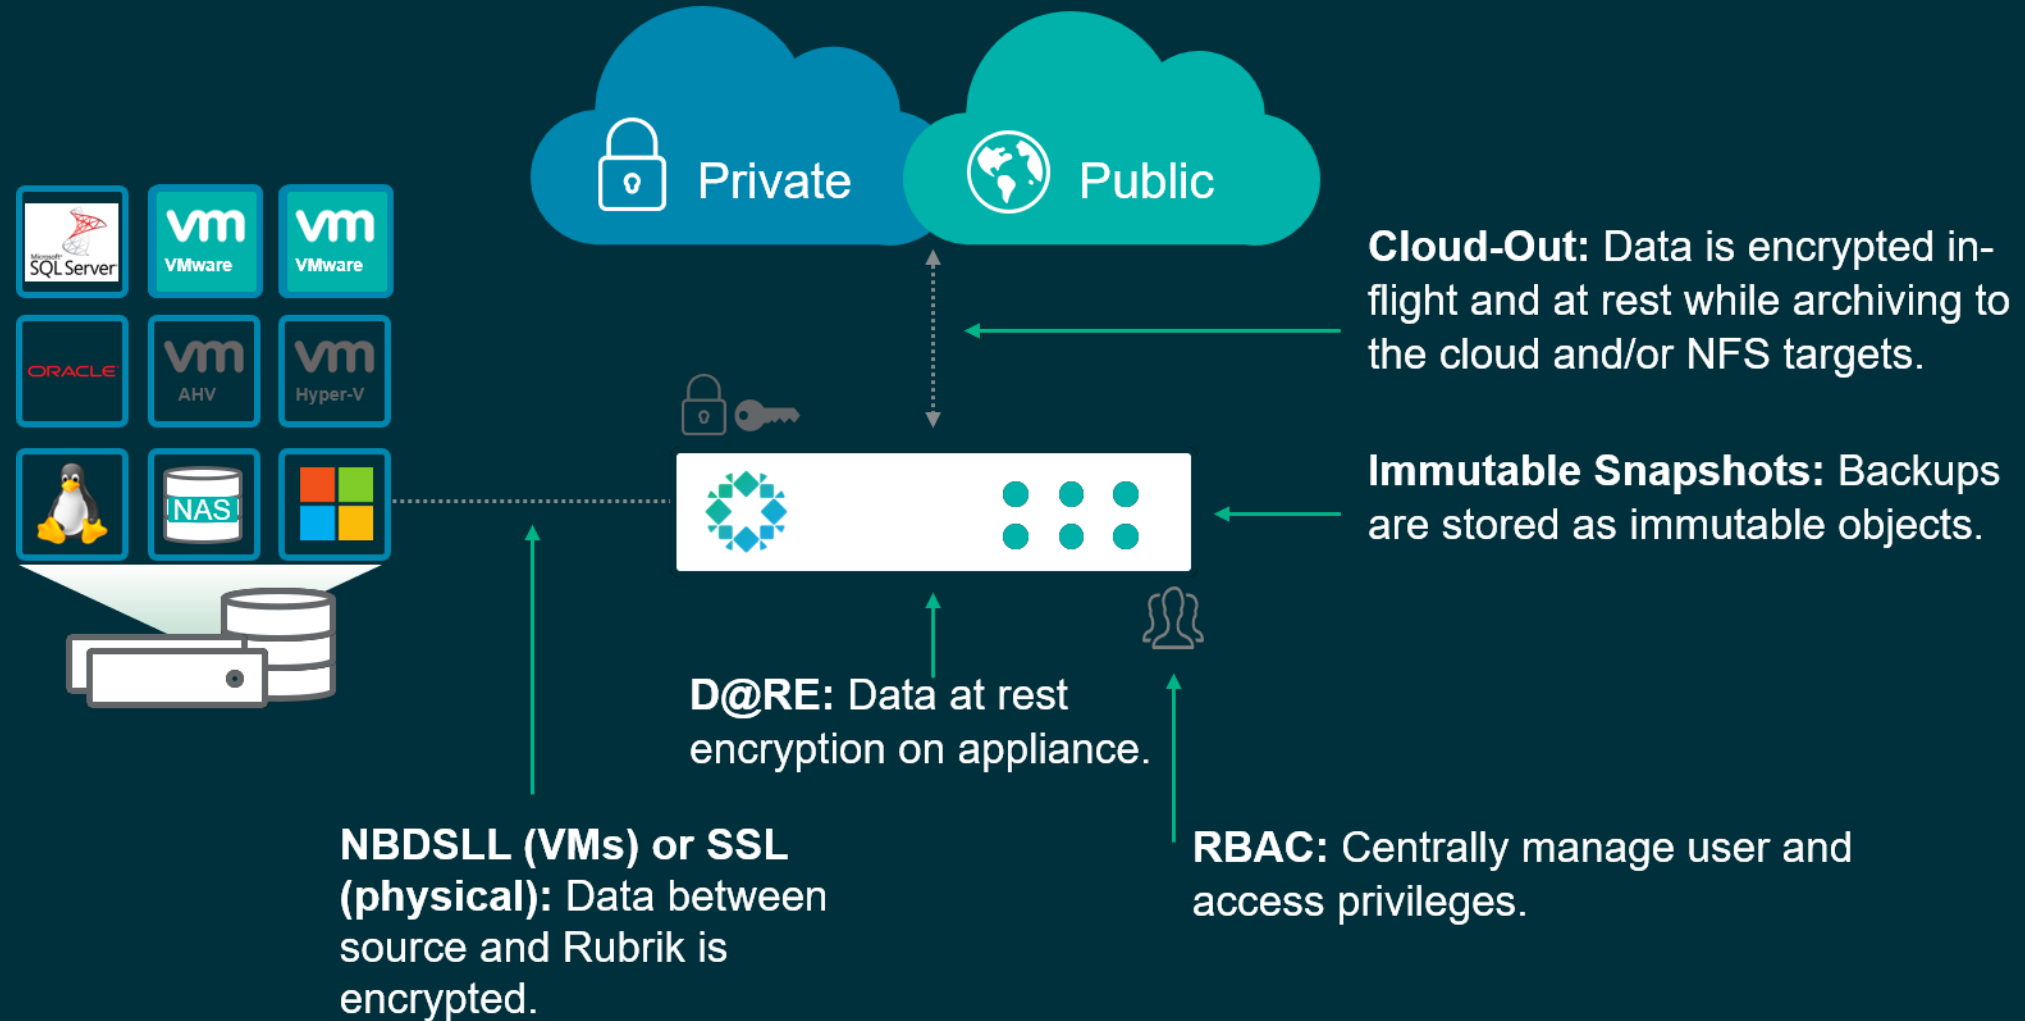 Private
Public
Microsoft
SQL Server
vm
VMware
vm
VMware
ORACLE
vm
AHV
vm
Hyper-V
NAS
Cloud-Out: Data is encrypted in-
flight and at rest while archiving to
the cloud and/or NFS targets.
Immutable Snapshots: Backups
are stored as immutable objects.
D@RE: Data at rest
encryption on appliance.
NBDSLL (VMs) or SSL
(physical): Data between
source and Rubrik is
encrypted.
RBAC: Centrally manage user and
access privileges.